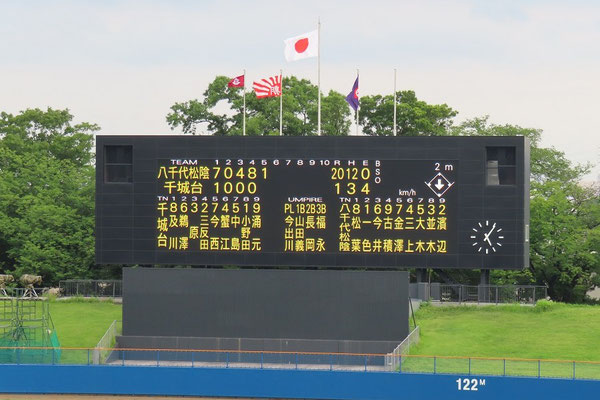 TEAM 1 2 3 4 5 6 7 8 9 10 R H E B 2 m
八千代松陰 7 0 4 8 1 20 12 0 S
千城台 1 0 0 0 1 3 4 O km/h
TN 1 2 3 4 5 6 7 8 9 UMPIRE TN 1 2 3 4 5 6 7 8 9
千 8 6 3 2 7 4 5 1 9 PL 1B 2B 3B 八 8 1 6 9 7 4 5 3 2
城台 及川 鵜澤 三田 今西 蟹江 中島 小田 涌元
今出川 山田義 長岡 福永
千代松陰 松葉 一色 今井 古積 金澤 三上 大木 並木 濱辺
122M